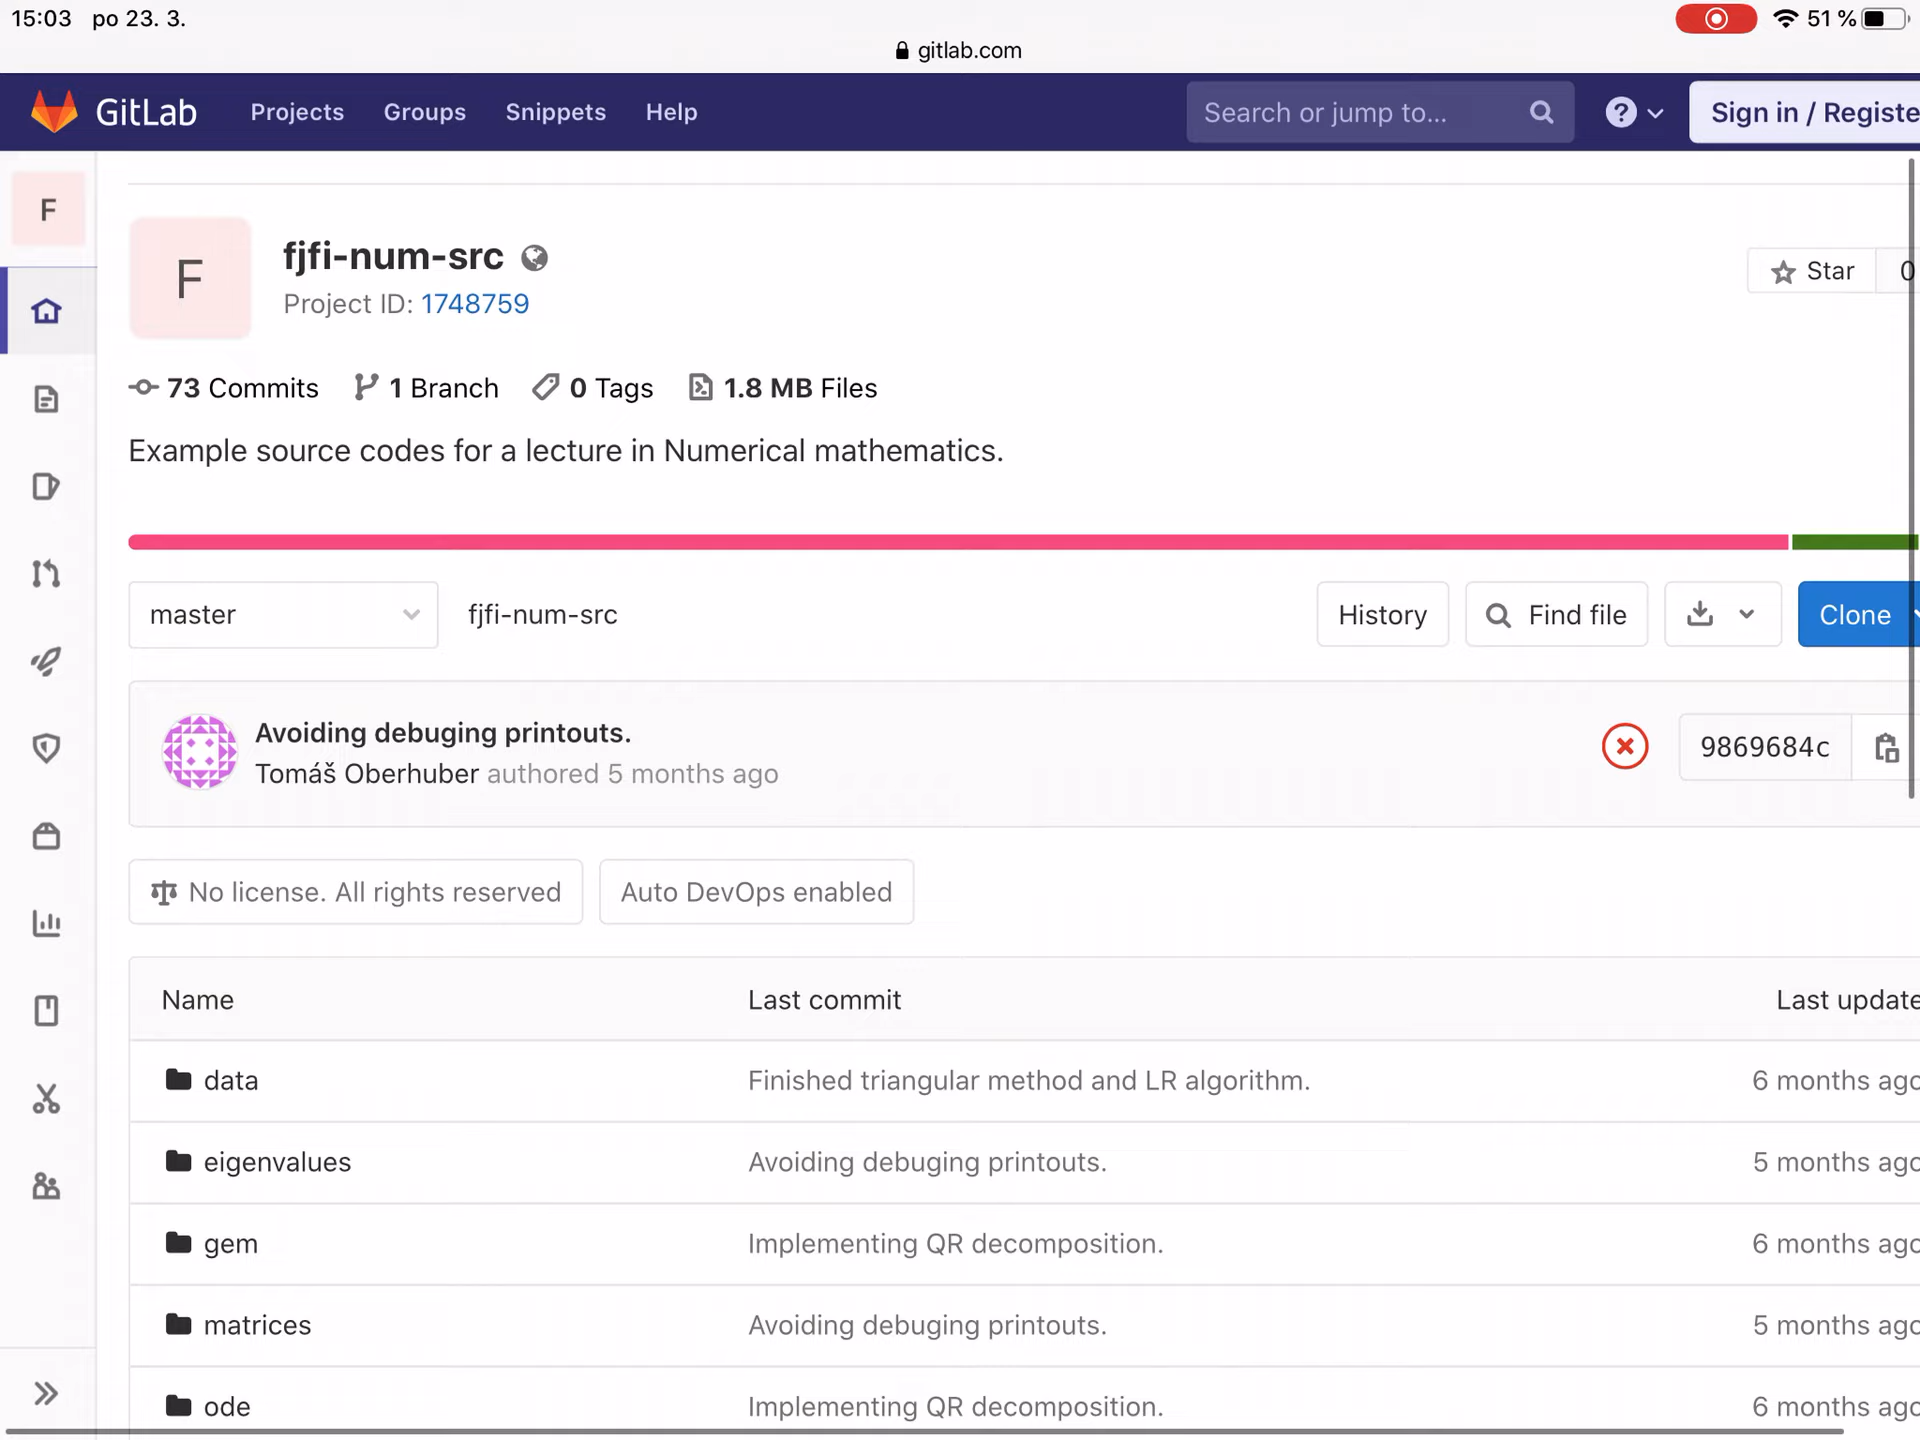 15:03 po 23. 3.
51 %
gitlab.com
GitLab Projects Groups Snippets Help Search or jump to... Sign in / Registe
F
F
fjfi-num-src
Project ID: 1748759
Star 0
73 Commits 1 Branch 0 Tags 1.8 MB Files
Example source codes for a lecture in Numerical mathematics.
master fjfi-num-src History Find file Clone
Avoiding debuging printouts.
Tomáš Oberhuber authored 5 months ago
9869684c
No license. All rights reserved Auto DevOps enabled
Name Last commit Last update
data Finished triangular method and LR algorithm. 6 months ago
eigenvalues Avoiding debuging printouts. 5 months ago
gem Implementing QR decomposition. 6 months ago
matrices Avoiding debuging printouts. 5 months ago
ode Implementing QR decomposition. 6 months ago